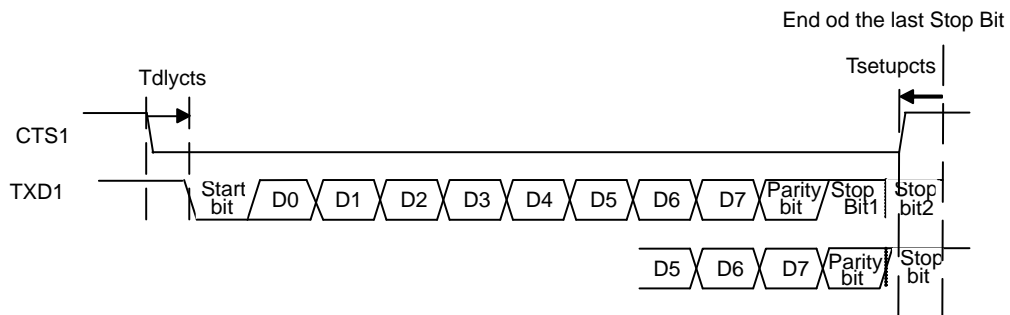 End od the last Stop Bit
Tdlycts
Tsetupcts
CTS1
TXD1
Start bit
D0
D1
D2
D3
D4
D5
D6
D7
Parity bit
Stop Bit1
Stop bit2
D5
D6
D7
Parity bit
Stop bit